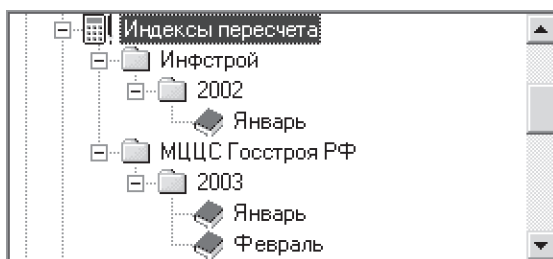 Индексы пересчета
Инфстрой
2002
Январь
МЦЦС Госстроя РФ
2003
Январь
Февраль